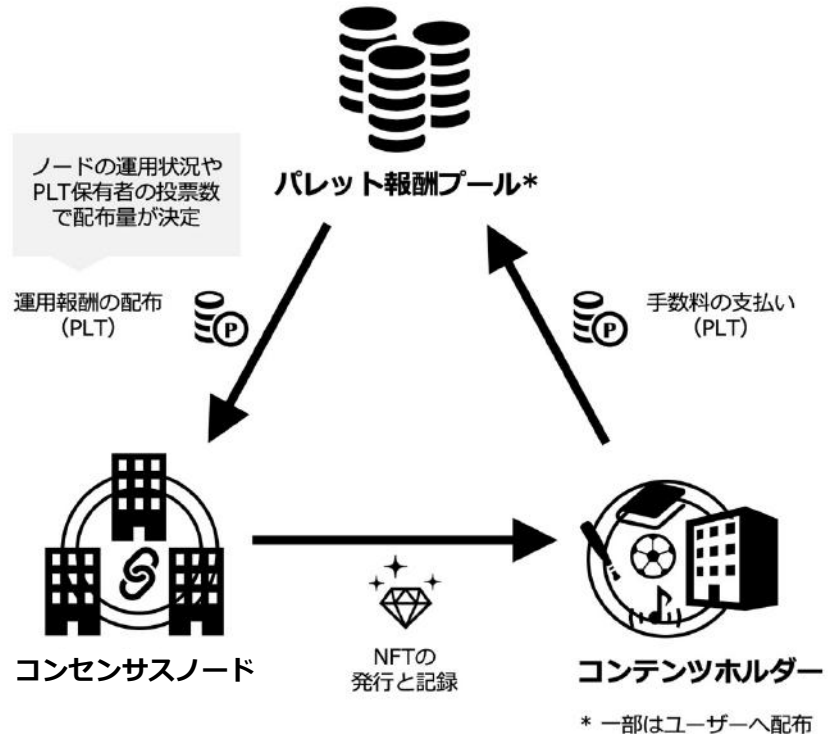 パレット報酬プール*
ノードの運用状況や
PLT保有者の投票数
で配布量が決定
運用報酬の配布
(PLT)
P
手数料の支払い
(PLT)
P
コンセンサスノード
NFTの
発行と記録
コンテンツホルダー
* 一部はユーザーへ配布